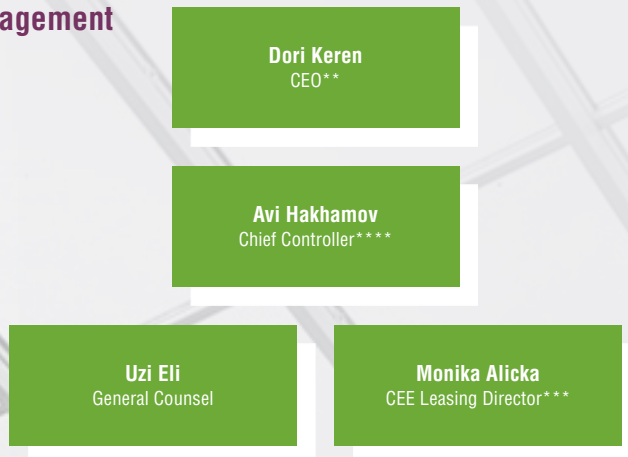 agement
Dori Keren
CEO**
Avi Hakhamov
Chief Controller****
Uzi Eli
General Counsel
Monika Alicka
CEE Leasing Director***